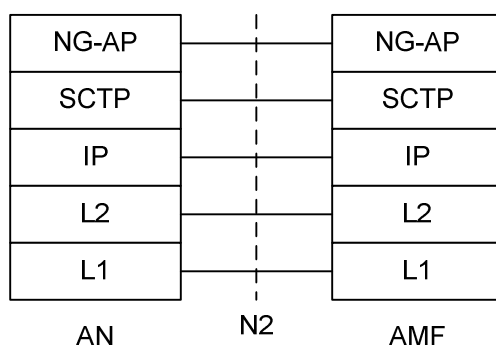 NG-AP NG-AP
SCTP SCTP
IP IP
L2 L2
L1 L1
AN N2 AMF